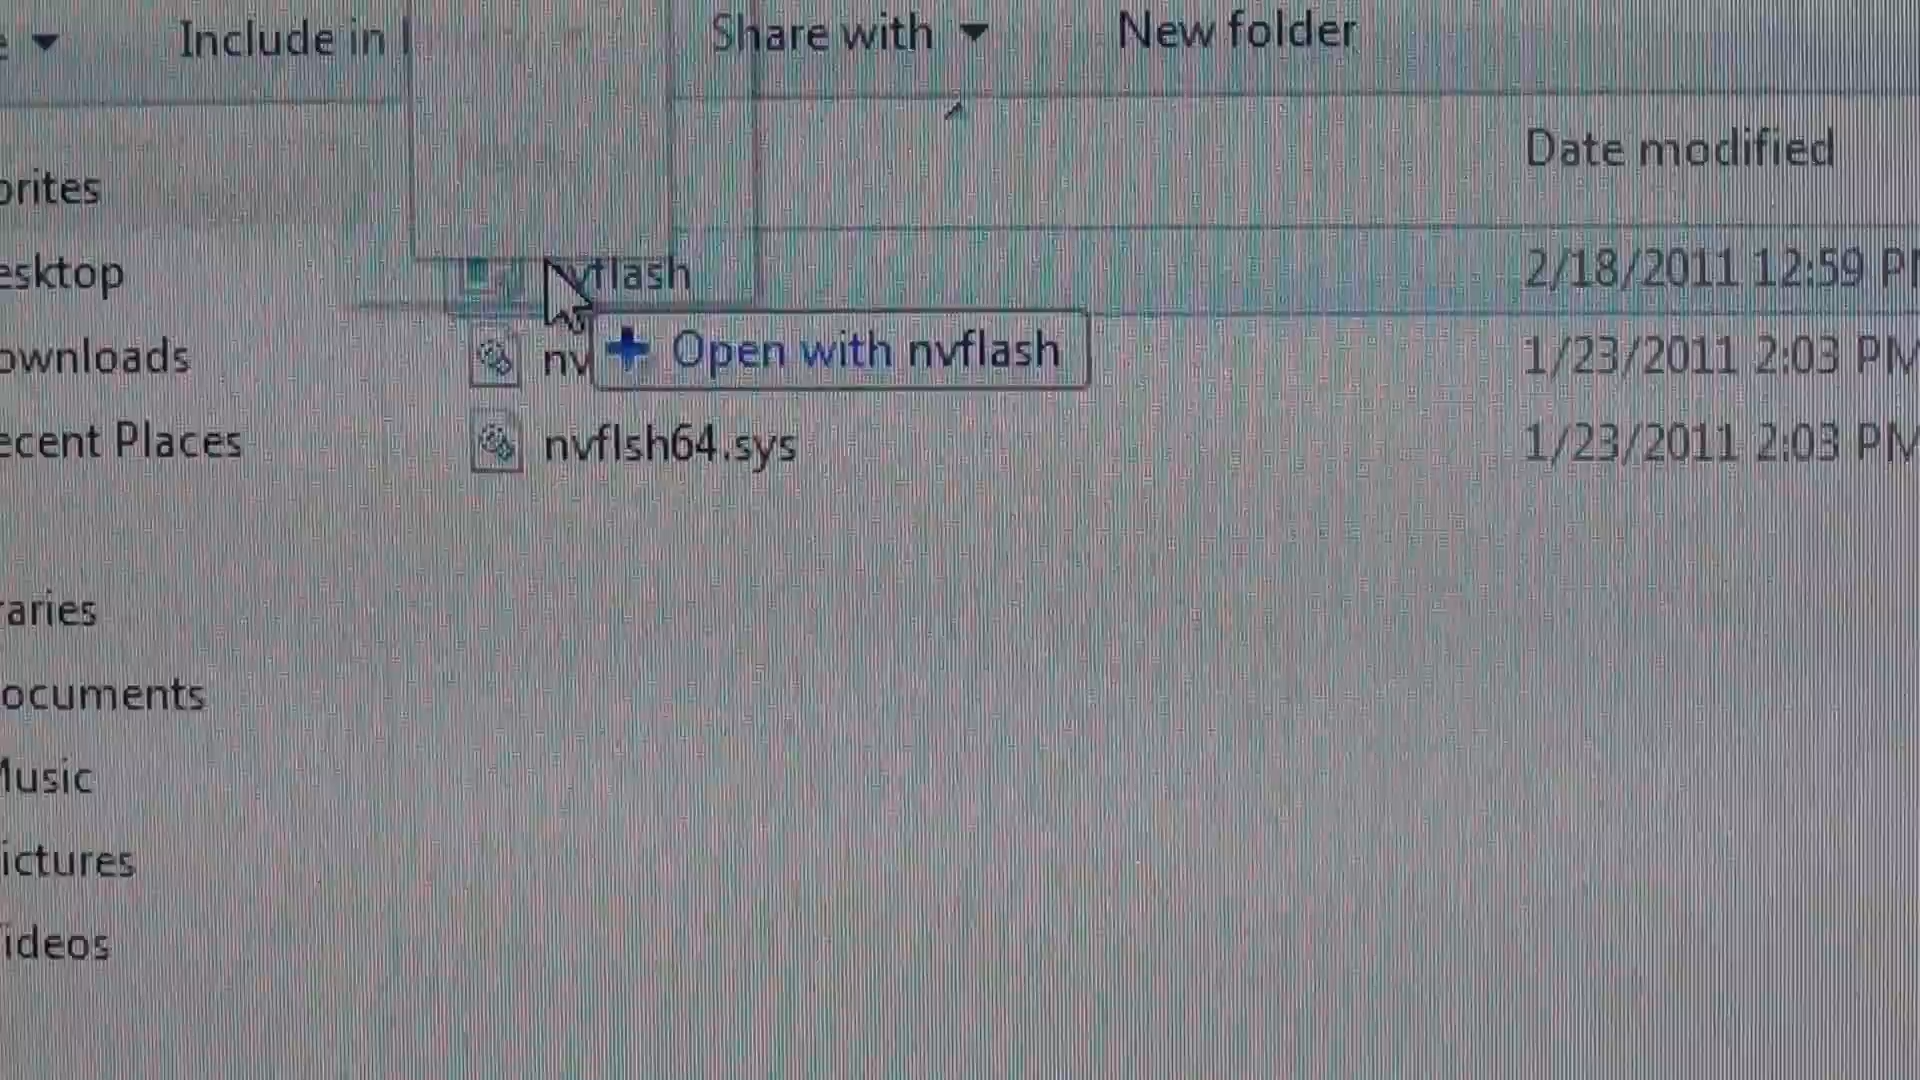 Include in
Share with
New folder
Date modified
orites
esktop
nvflash
2/18/2011 12:59 P
ownloads
nv
Open with nvflash
1/23/2011 2:03 PM
ecent Places
nvflsh64.sys
1/23/2011 2:03 PM
raries
ocuments
Music
ictures
ideos